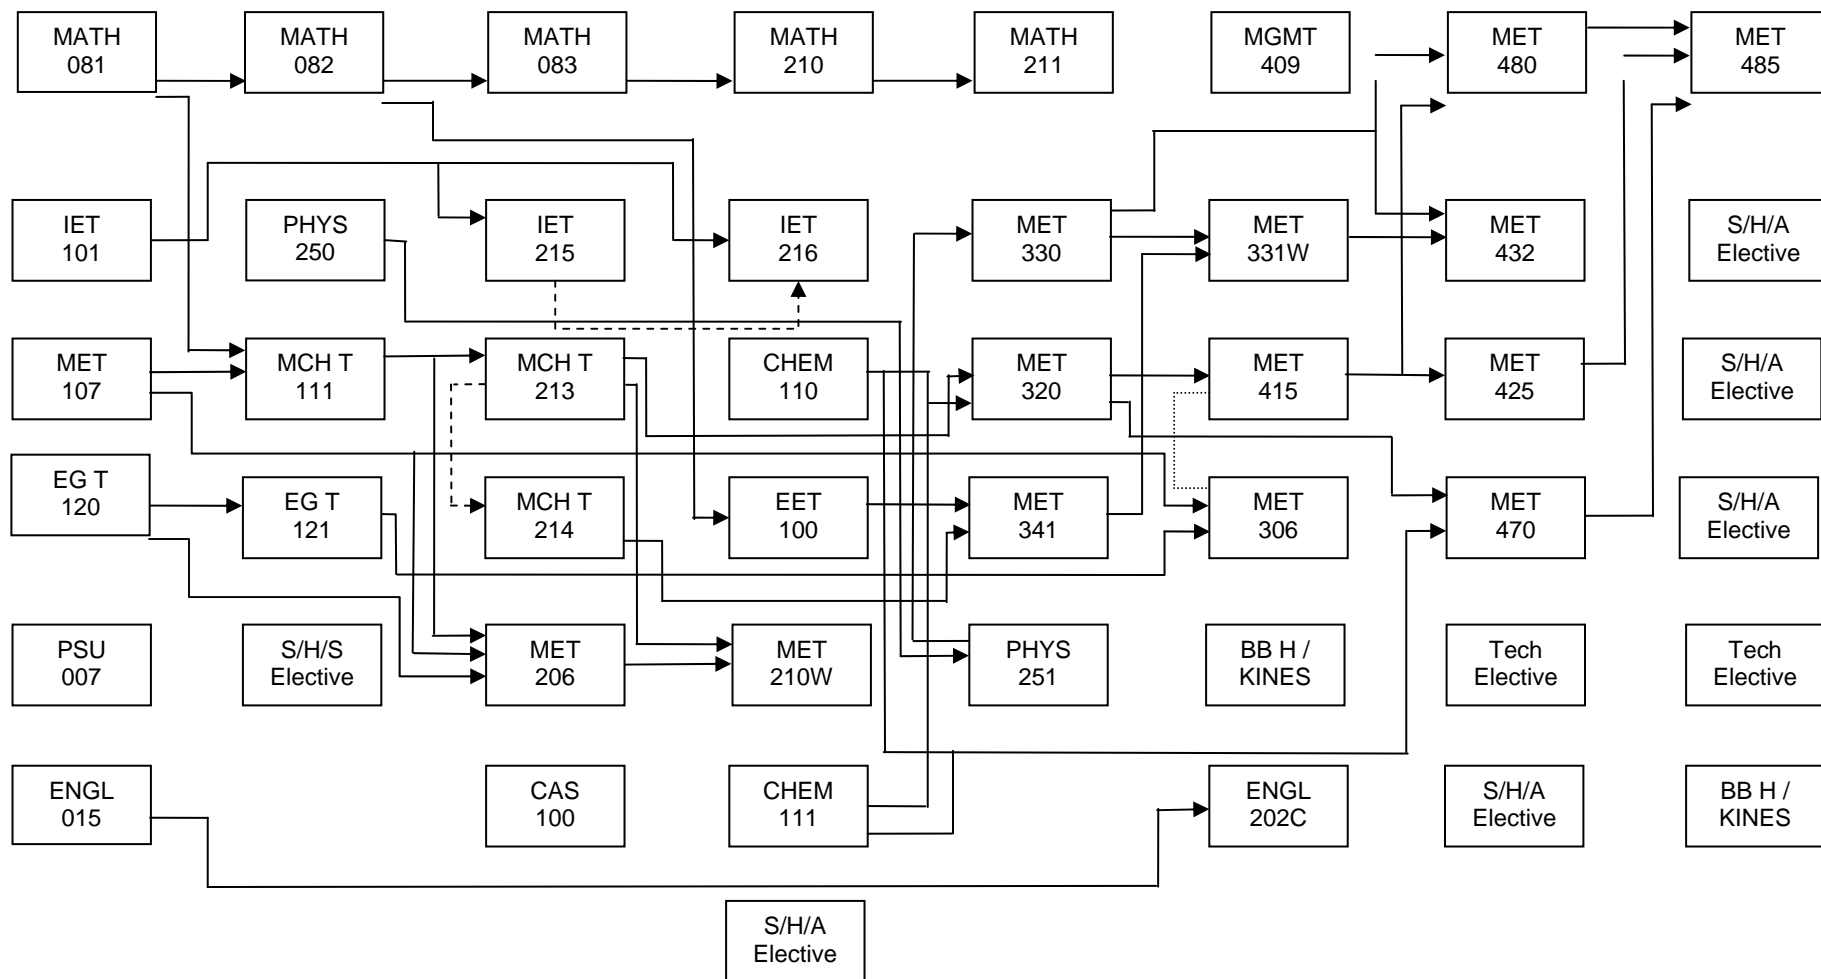 MATH
081
MATH
082
MATH
083
MATH
210
MATH
211
MGMT
409
MET
480
MET
485
IET
101
PHYS
250
IET
215
IET
216
MET
330
MET
331W
MET
432
S/H/A
Elective
MET
107
MCH T
111
MCH T
213
CHEM
110
MET
320
MET
415
MET
425
S/H/A
Elective
EG T
120
EG T
121
MCH T
214
EET
100
MET
341
MET
306
MET
470
S/H/A
Elective
PSU
007
S/H/S
Elective
MET
206
MET
210W
PHYS
251
BB H /
KINES
Tech
Elective
Tech
Elective
ENGL
015
CAS
100
CHEM
111
ENGL
202C
S/H/A
Elective
BB H /
KINES
S/H/A
Elective